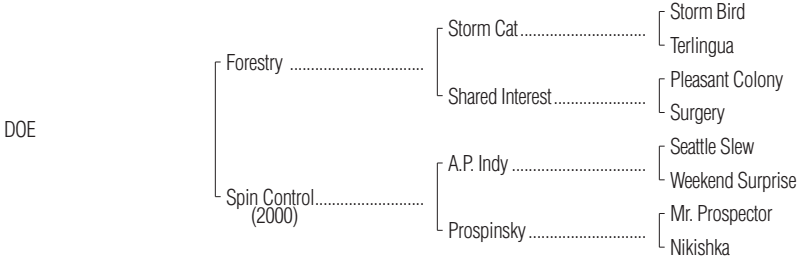 Storm Bird
Storm Cat..............................
Terlingua
Forestry ................................
Pleasant Colony
Shared Interest......................
Surgery
DOE
Seattle Slew
A.P. Indy ................................
Weekend Surprise
Spin Control..........................
(2000)
Mr. Prospector
Prospinsky ............................
Nikishka